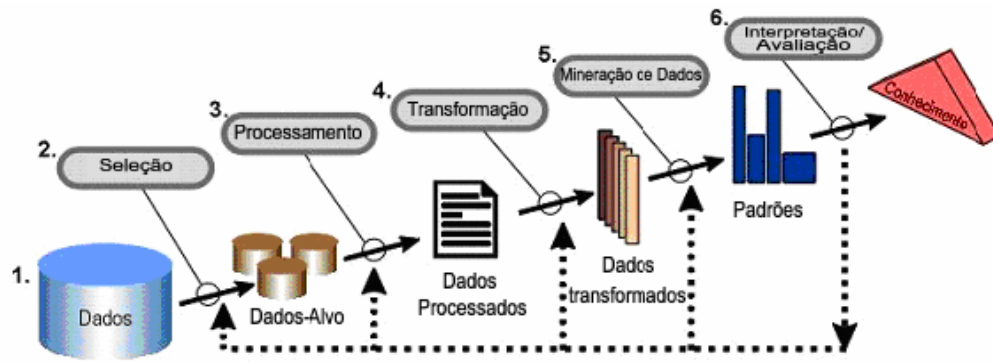 1.
Dados
2.
Seleção
Dados-Alvo
3.
Processamento
Dados
Processados
4.
Transformação
Dados
transformados
5.
Mineração ce Dados
Padrões
6.
Interpretação/
Avaliação
Conhecimento